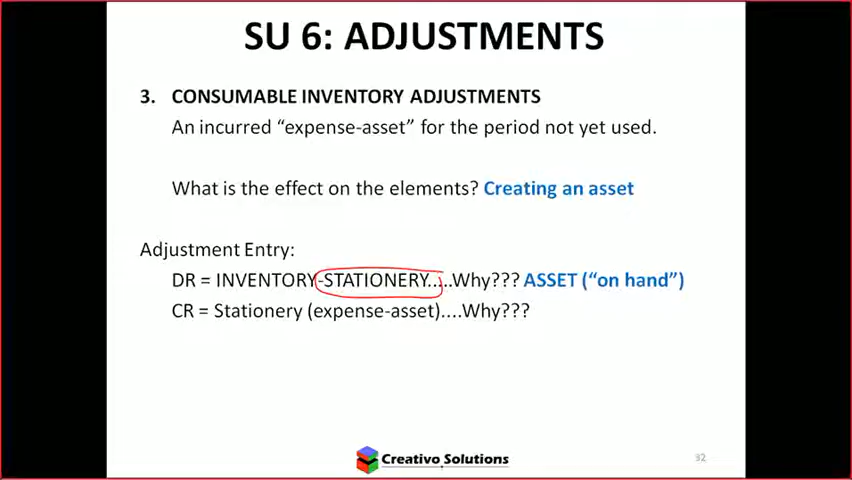 SU 6: ADJUSTMENTS
3. CONSUMABLE INVENTORY ADJUSTMENTS
An incurred “expense-asset” for the period not yet used.
What is the effect on the elements? Creating an asset
Adjustment Entry:
DR = INVENTORY-STATIONERY.....Why??? ASSET (“on hand”)
CR = Stationery (expense-asset)....Why???
Creativo Solutions
32